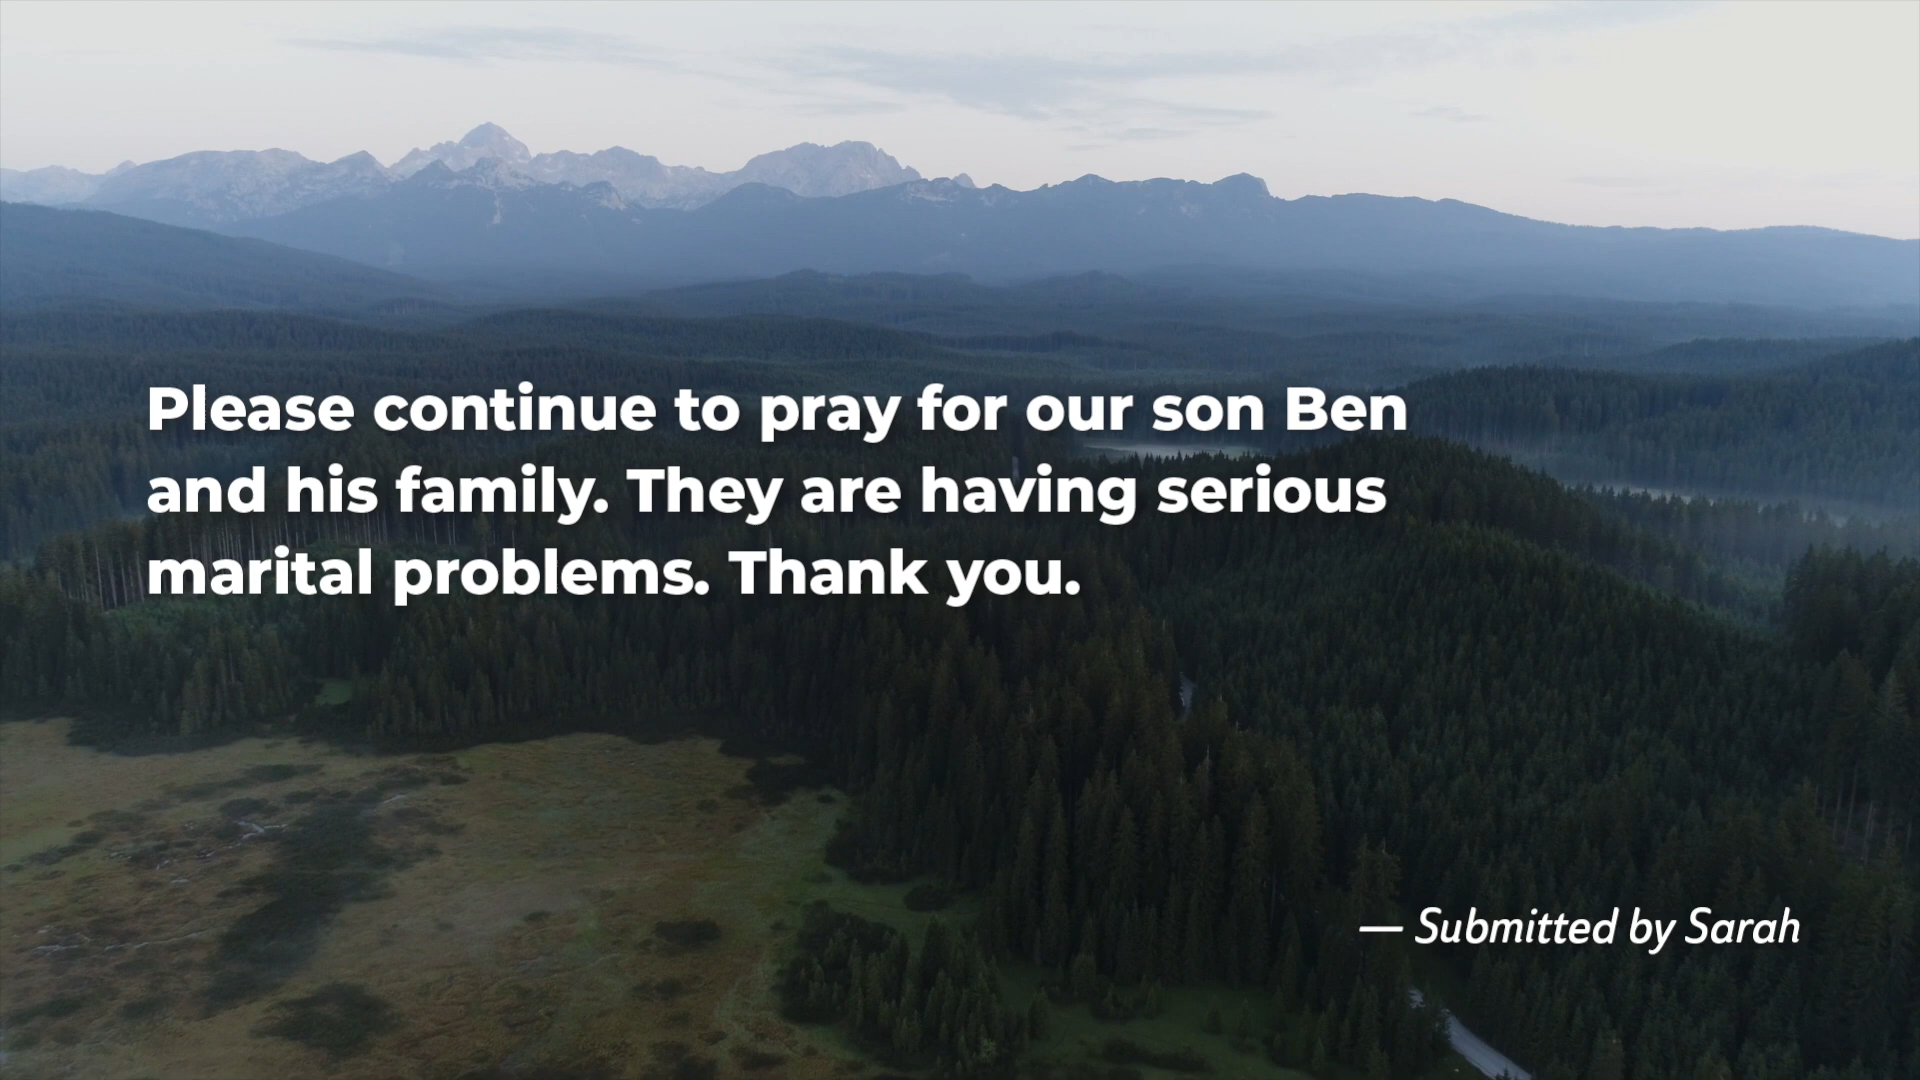 Please continue to pray for our son Ben
and his family. They are having serious
marital problems. Thank you.
— Submitted by Sarah